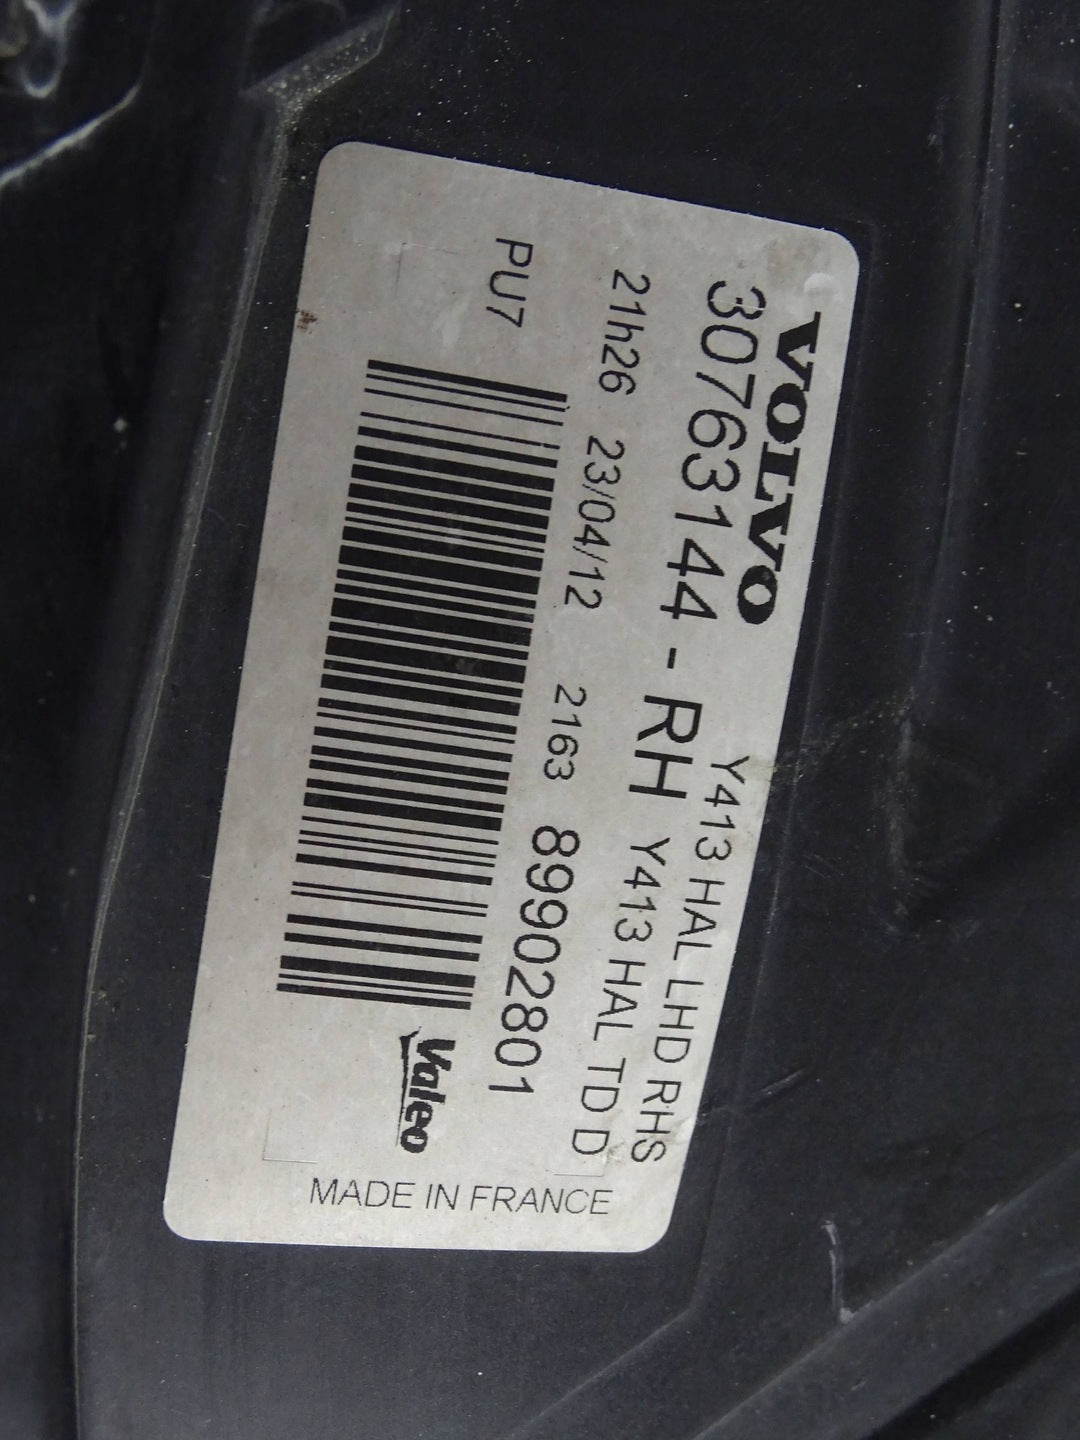 VOLVO
Y413 HAL LHD RHS
30763144 - RH Y413 HAL TD D
21h26 23/04/12 2163 89902801
PU7
Valeo
MADE IN FRANCE